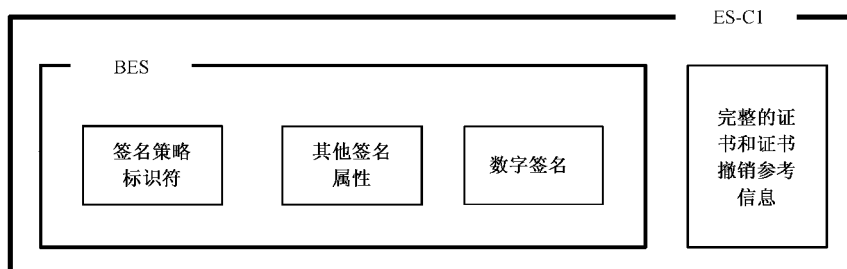 ES-C1
BES
签名策略
标识符
其他签名
属性
数字签名
完整的证
书和证书
撤销参考
信息